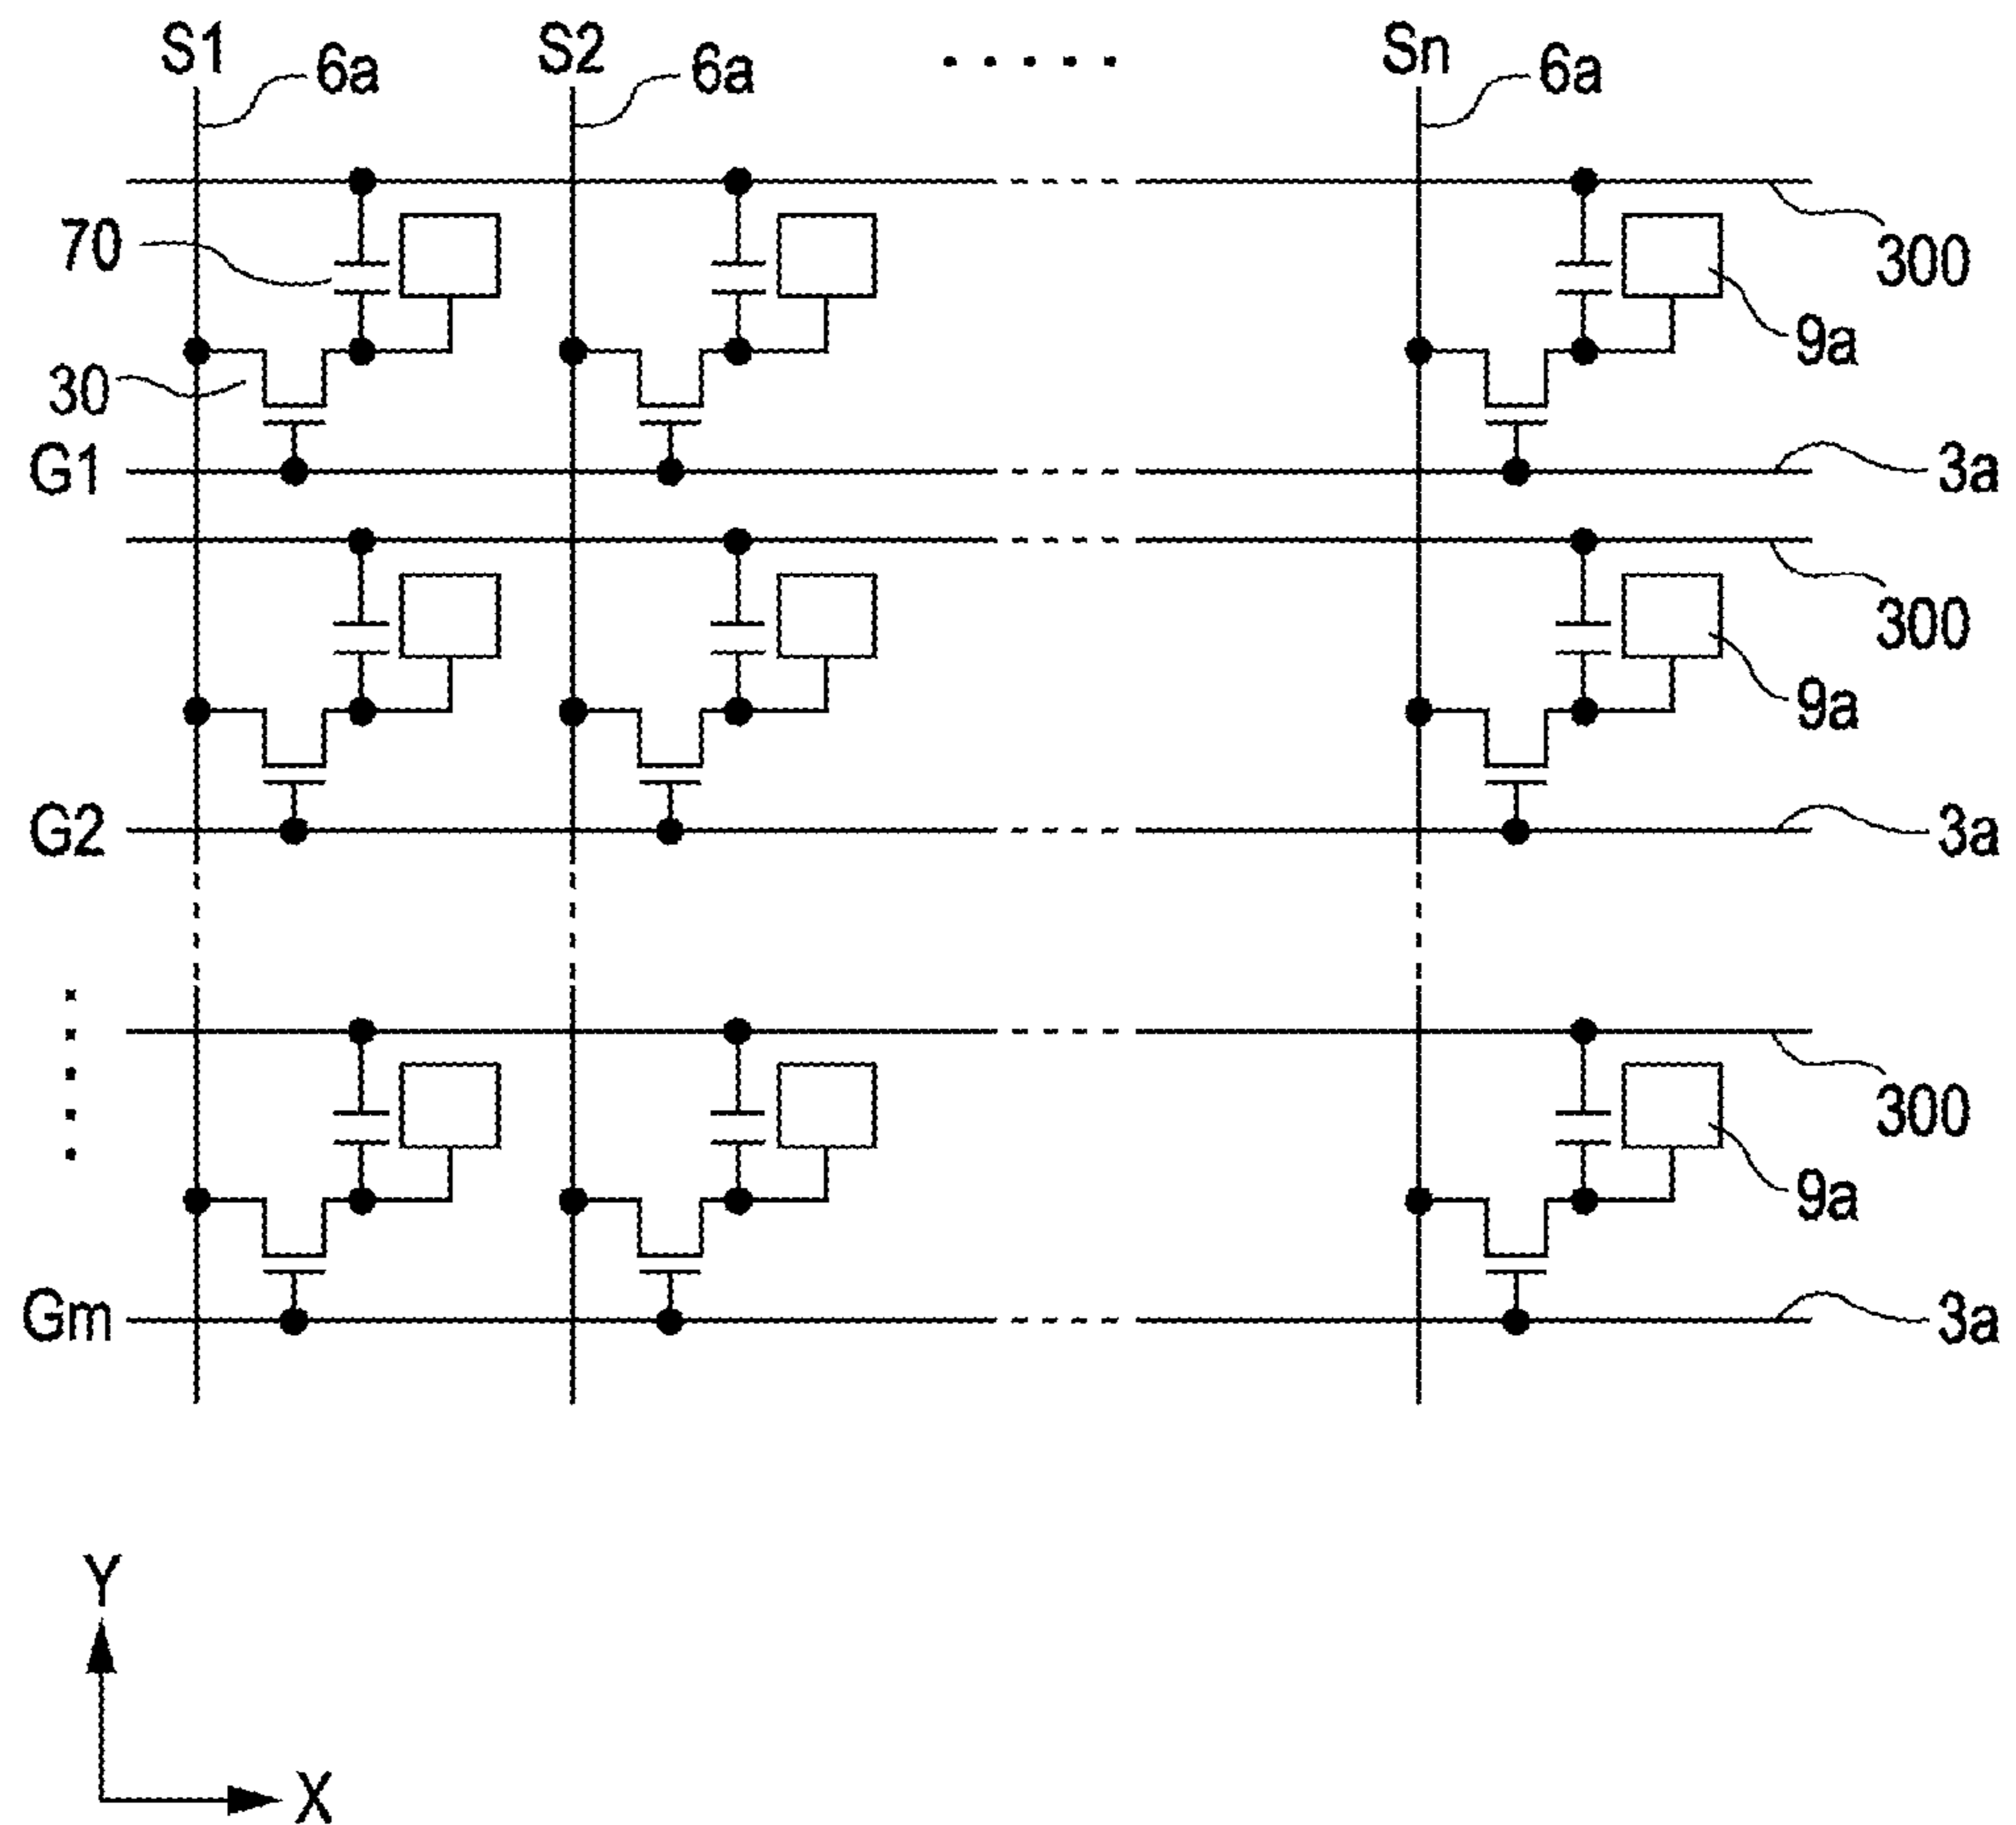 S1 6a S2 6a ..... Sn 6a
70 300
9a
30
G1 3a
300
9a
G2 3a
300
9a
Gm 3a
Y
X